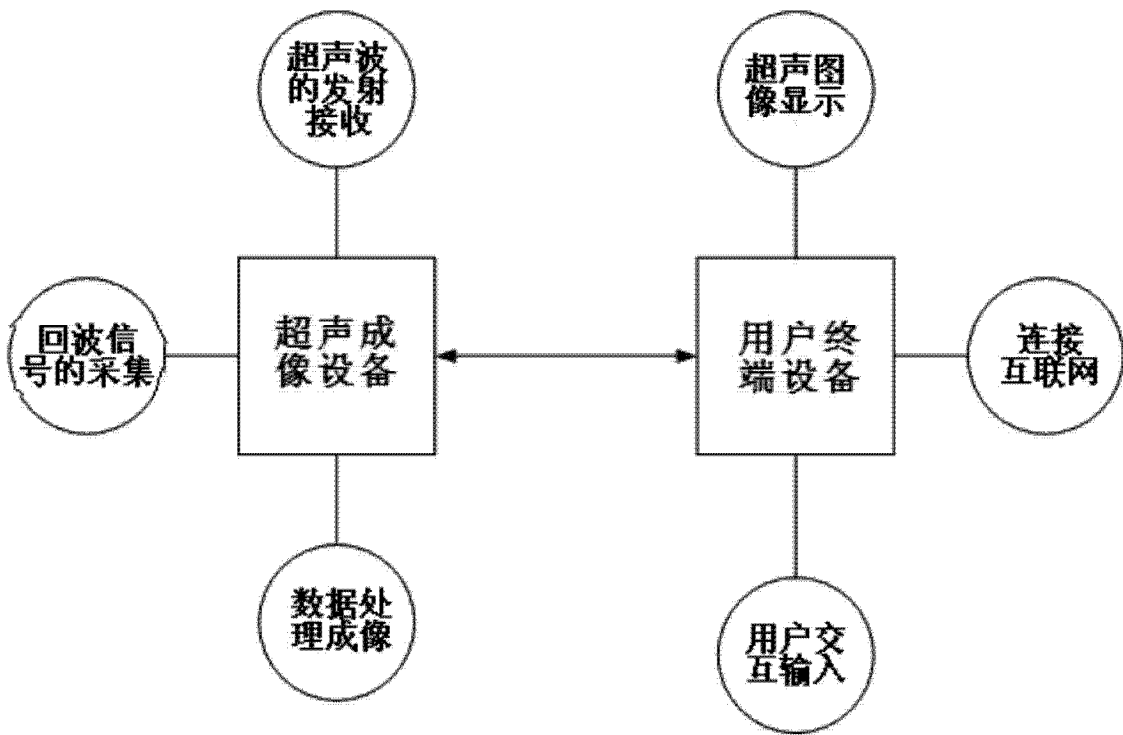 超声波
的发射
接收
超声图
像显示
回波信
号的采集
超声成
像设备
用户终
端设备
连接
互联网
数据处
理成像
用户交
互输入